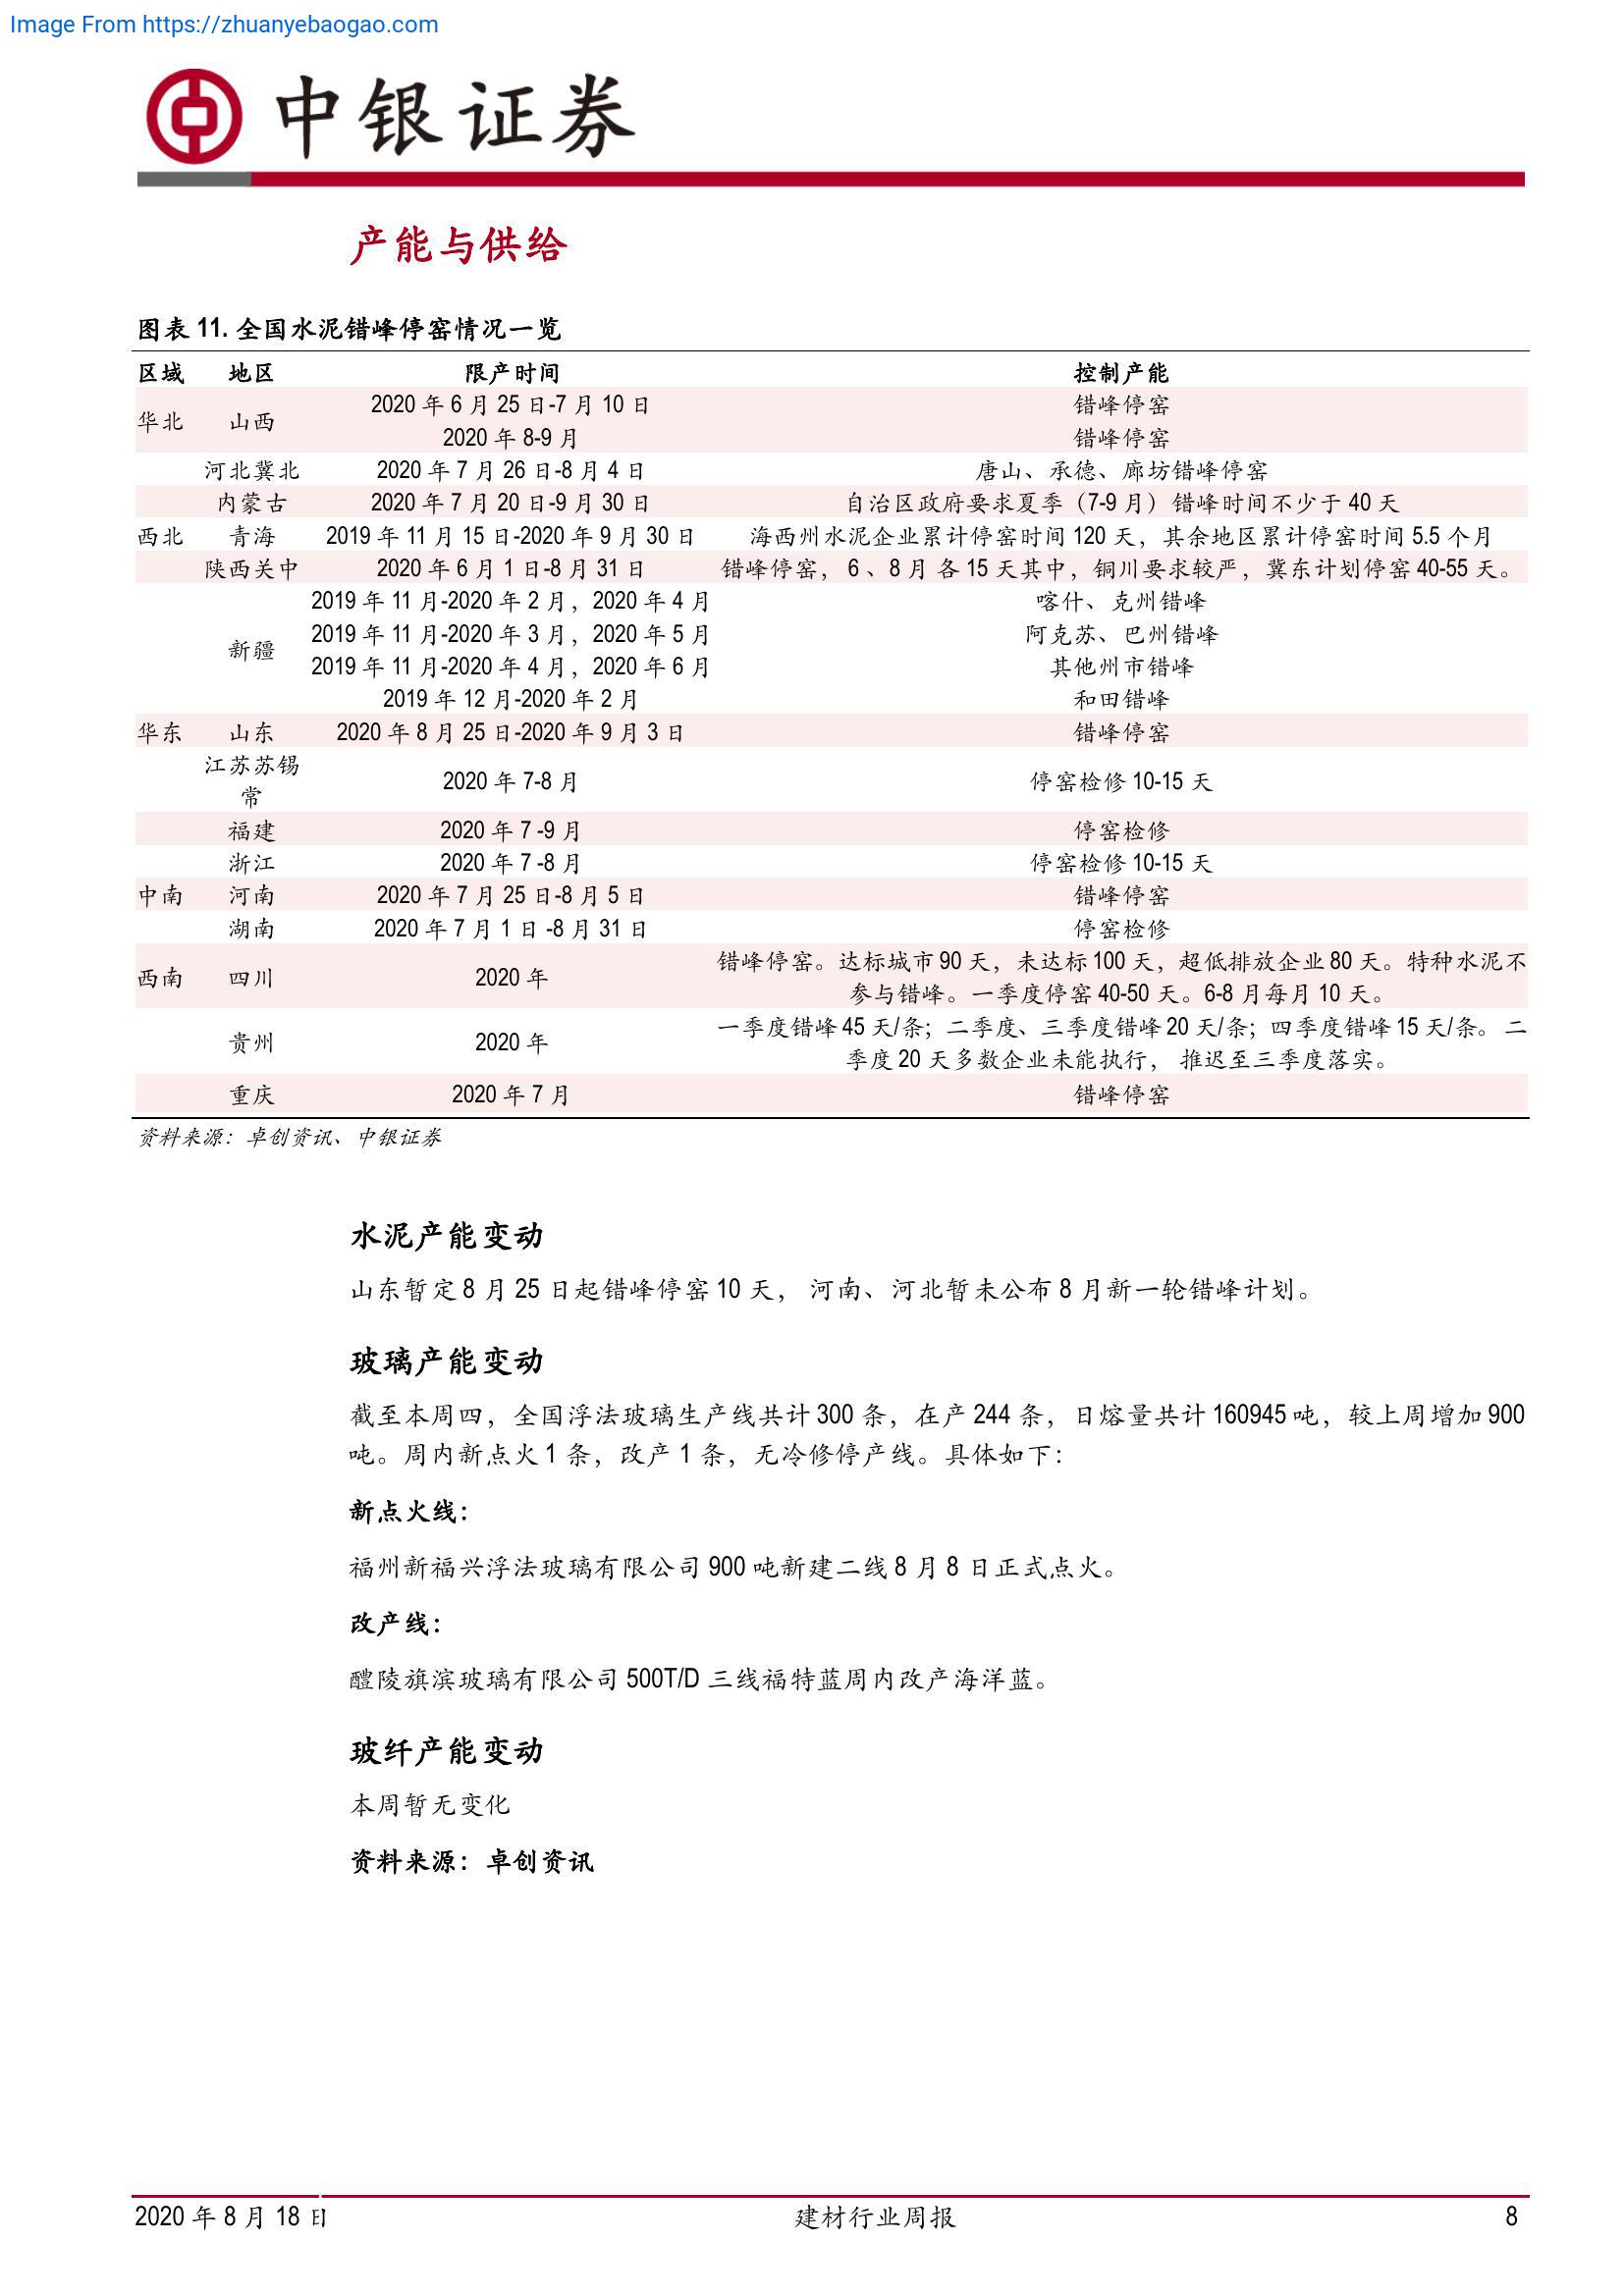 Image From https://zhuanyebaogao.com
中银证券
产能与供给
图表 11. 全国水泥错峰停窑情况一览
区域 地区 限产时间 控制产能
华北 山西 2020 年 6 月 25 日-7 月 10 日 错峰停窑
2020 年 8-9 月 错峰停窑
河北冀北 2020 年 7 月 26 日-8 月 4 日 唐山、承德、廊坊错峰停窑
内蒙古 2020 年 7 月 20 日-9 月 30 日 自治区政府要求夏季（7-9 月）错峰时间不少于 40 天
西北 青海 2019 年 11 月 15 日-2020 年 9 月 30 日 海西州水泥企业累计停窑时间 120 天，其余地区累计停窑时间 5.5 个月
陕西关中 2020 年 6 月 1 日-8 月 31 日 错峰停窑， 6 、8 月 各 15 天其中，铜川要求较严，冀东计划停窑 40-55 天。
新疆 2019 年 11 月-2020 年 2 月，2020 年 4 月 喀什、克州错峰
2019 年 11 月-2020 年 3 月，2020 年 5 月 阿克苏、巴州错峰
2019 年 11 月-2020 年 4 月，2020 年 6 月 其他州市错峰
2019 年 12 月-2020 年 2 月 和田错峰
华东 山东 2020 年 8 月 25 日-2020 年 9 月 3 日 错峰停窑
江苏苏锡
常 2020 年 7-8 月 停窑检修 10-15 天
福建 2020 年 7 -9 月 停窑检修
浙江 2020 年 7 -8 月 停窑检修 10-15 天
中南 河南 2020 年 7 月 25 日-8 月 5 日 错峰停窑
湖南 2020 年 7 月 1 日 -8 月 31 日 停窑检修
西南 四川 2020 年 错峰停窑。达标城市 90 天，未达标 100 天，超低排放企业 80 天。特种水泥不
参与错峰。一季度停窑 40-50 天。6-8 月每月 10 天。
贵州 2020 年 一季度错峰 45 天/条；二季度、三季度错峰 20 天/条；四季度错峰 15 天/条。二
季度 20 天多数企业未能执行， 推迟至三季度落实。
重庆 2020 年 7 月 错峰停窑
资料来源：卓创资讯、中银证券
水泥产能变动
山东暂定 8 月 25 日起错峰停窑 10 天， 河南、河北暂未公布 8 月新一轮错峰计划。
玻璃产能变动
截至本周四，全国浮法玻璃生产线共计 300 条，在产 244 条，日熔量共计 160945 吨，较上周增加 900
吨。周内新点火 1 条，改产 1 条，无冷修停产线。具体如下：
新点火线：
福州新福兴浮法玻璃有限公司 900 吨新建二线 8 月 8 日正式点火。
改产线：
醴陵旗滨玻璃有限公司 500T/D 三线福特蓝周内改产海洋蓝。
玻纤产能变动
本周暂无变化
资料来源：卓创资讯
2020 年 8 月 18 日 建材行业周报 8